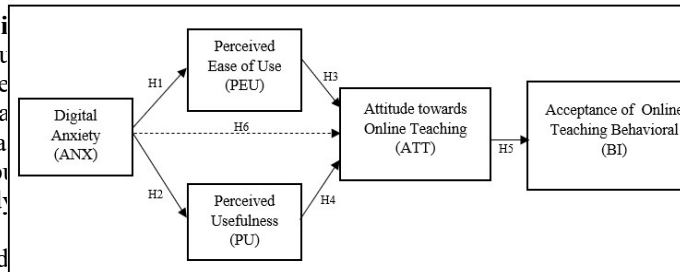 Perceived
Ease of Use
(PEU)
H1
H3
Digital
Anxiety
(ANX)
H6
Attitude towards
Online Teaching
(ATT)
H5
Acceptance of Online
Teaching Behavioral
(BI)
H2
H4
Perceived
Usefulness
(PU)